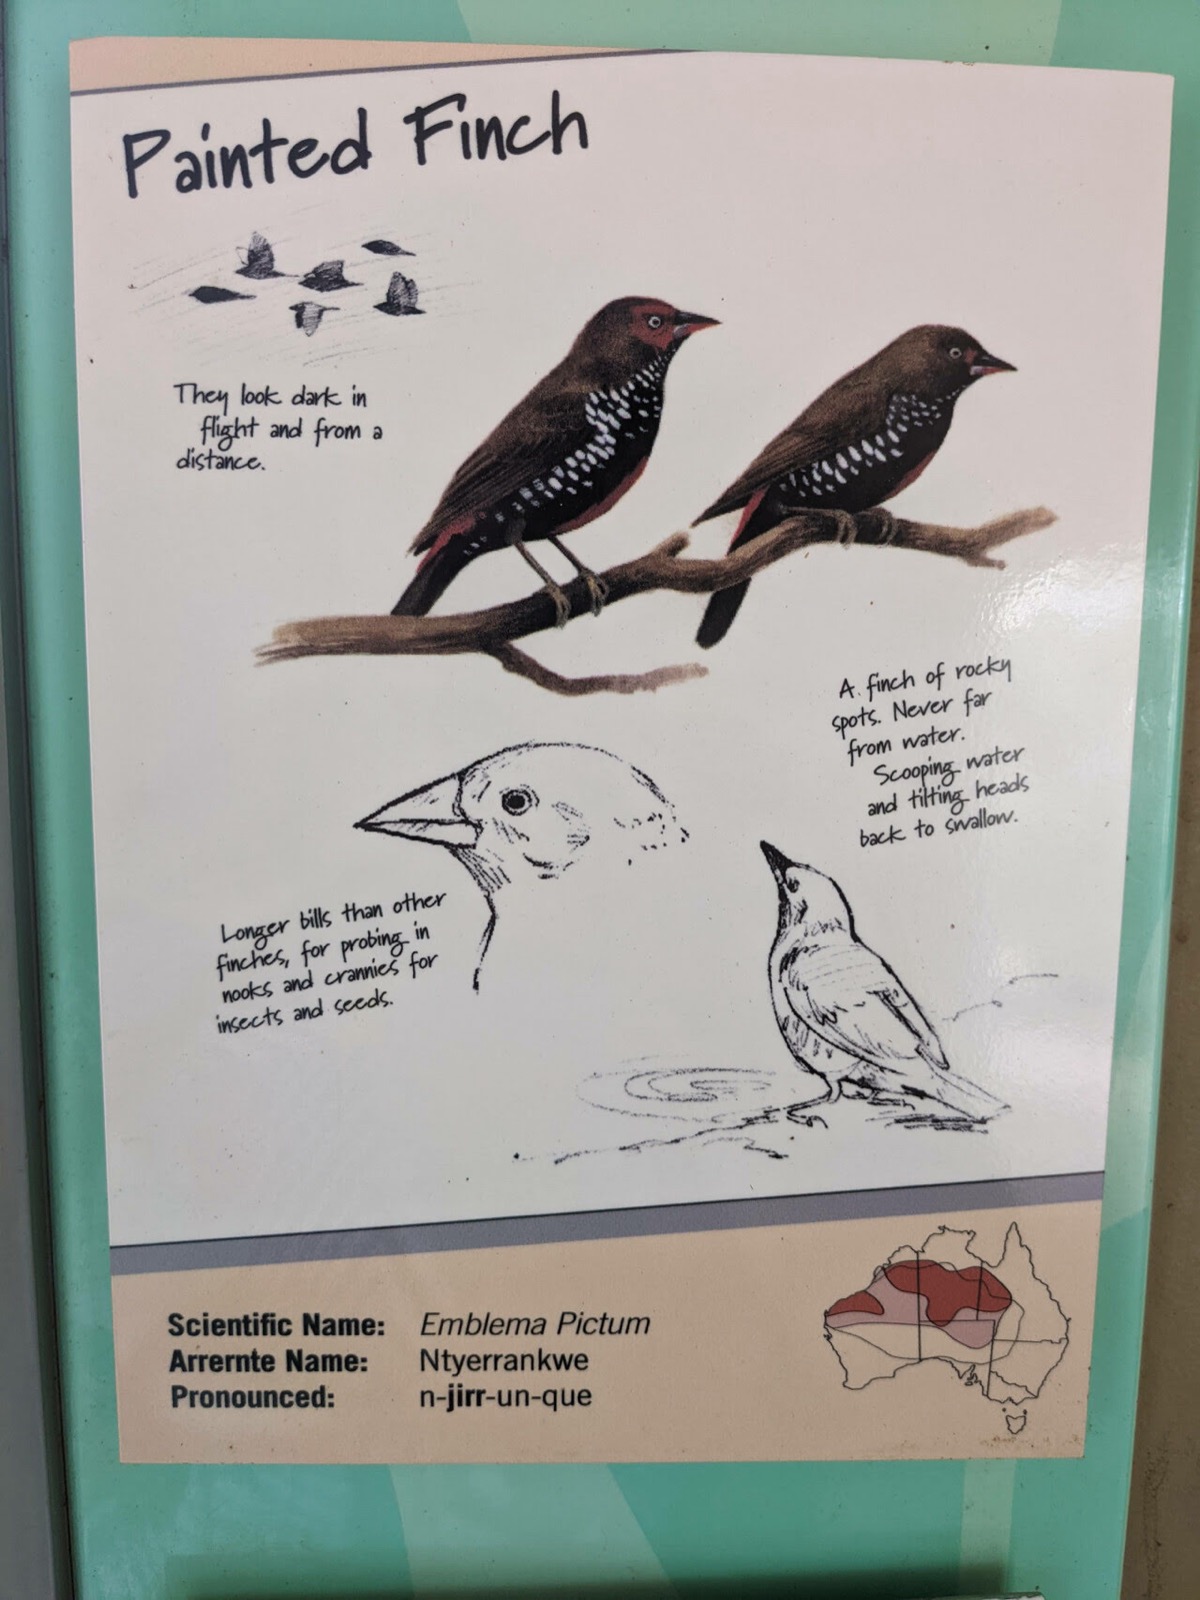 Painted Finch
They look dark in
flight and from a
distance.
A finch of rocky
spots. Never far
from water.
Scooping water
and tilting heads
back to swallow.
Longer bills than other
finches, for probing in
nooks and crannies for
insects and seeds.
Scientific Name: Emblema Pictum
Arrernte Name: Ntyerrankwe
Pronounced: n-jirr-un-que